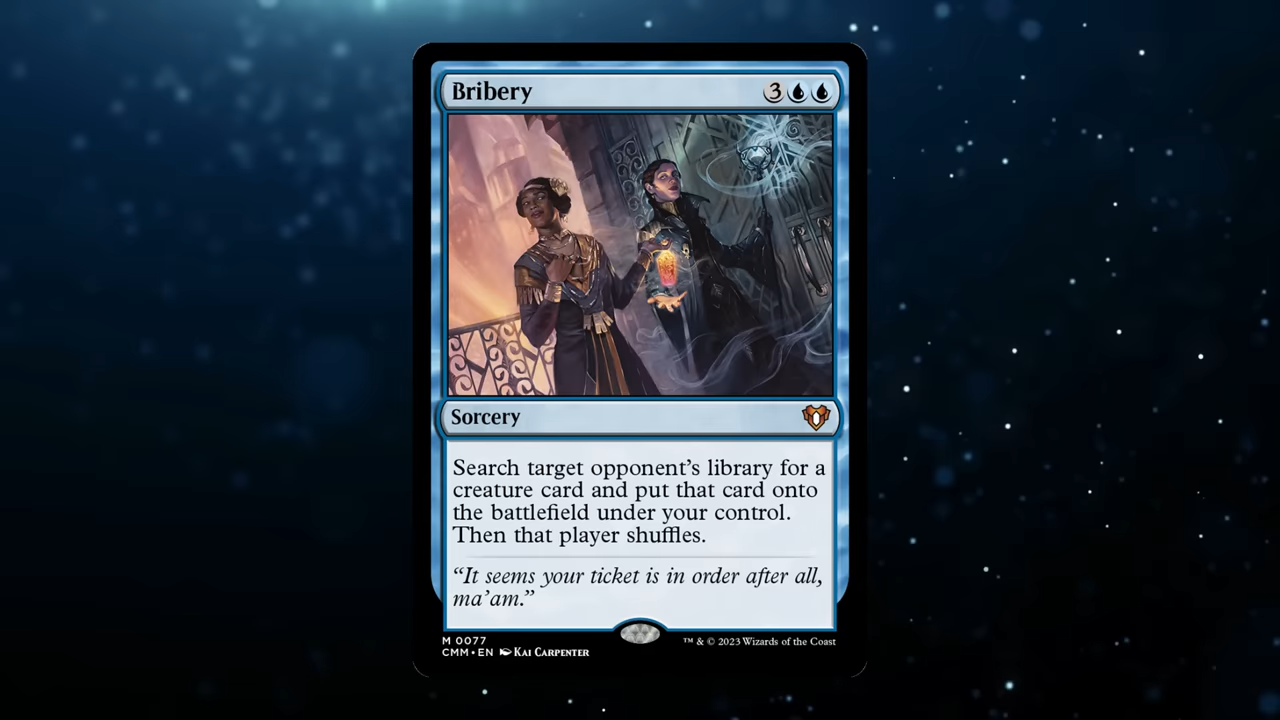 Bribery 3
Sorcery
Search target opponent's library for a
creature card and put that card onto
the battlefield under your control.
Then that player shuffles.
“It seems your ticket is in order after all,
ma'am.”
M 0077
CMM • EN Kai Carpenter
™ & © 2023 Wizards of the Coast